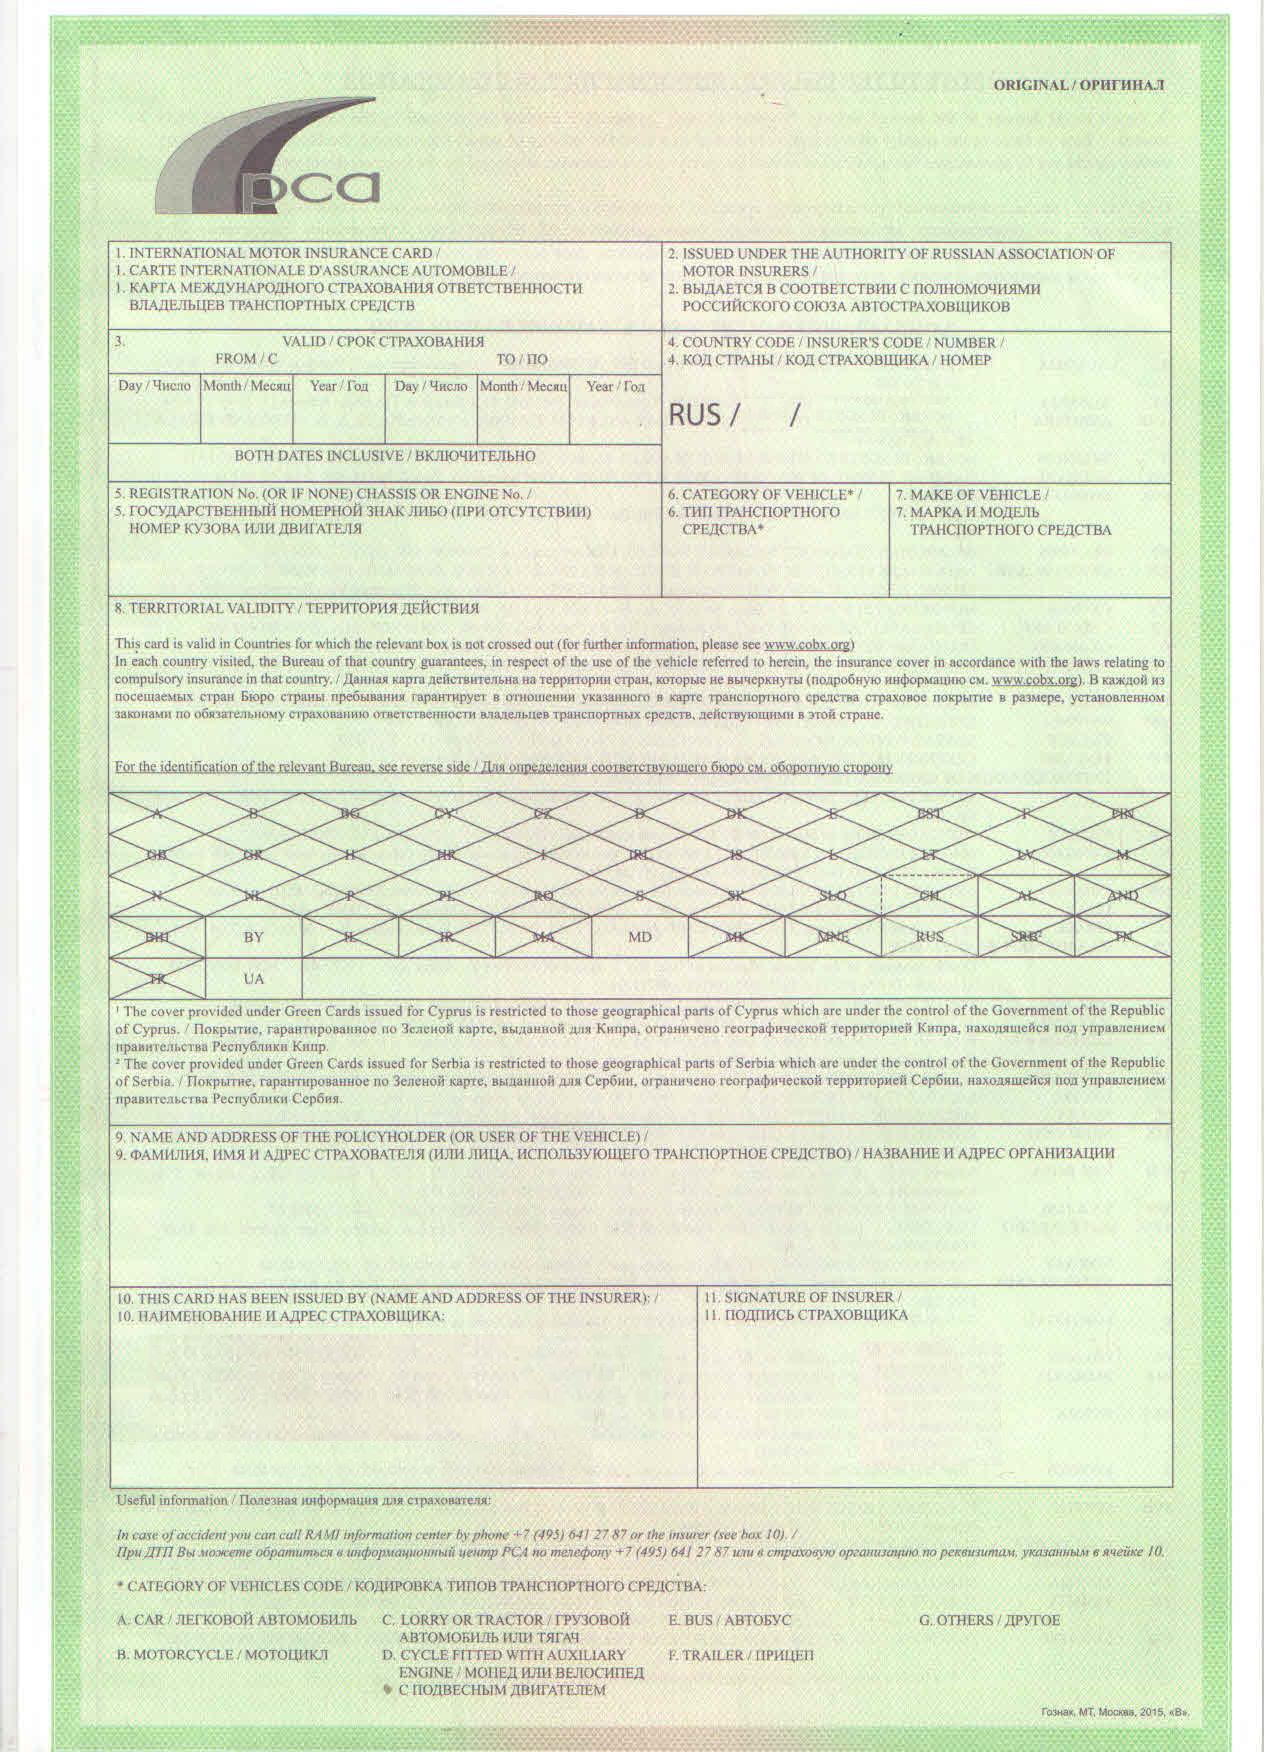 ORIGINAL / ОРИГИНАЛ
рса
1. INTERNATIONAL MOTOR INSURANCE CARD /
1. CARTE INTERNATIONALE D'ASSURANCE AUTOMOBILE /
1. КАРТА МЕЖДУНАРОДНОГО СТРАХОВАНИЯ ОТВЕТСТВЕННОСТИ
ВЛАДЕЛЬЦЕВ ТРАНСПОРТНЫХ СРЕДСТВ
2. ISSUED UNDER THE AUTHORITY OF RUSSIAN ASSOCIATION OF
MOTOR INSURERS /
2. ВЫДАЕТСЯ В СООТВЕТСТВИИ С ПОЛНОМОЧИЯМИ
РОССИЙСКОГО СОЮЗА АВТОСТРАХОВЩИКОВ
3. VALID / СРОК СТРАХОВАНИЯ
FROM / С TO / ПО
Day / Число Month / Месяц Year / Год Day / Число Month / Месяц Year / Год
BOTH DATES INCLUSIVE / ВКЛЮЧИТЕЛЬНО
4. COUNTRY CODE / INSURER'S CODE / NUMBER /
4. КОД СТРАНЫ / КОД СТРАХОВЩИКА / НОМЕР
RUS / /
5. REGISTRATION No. (OR IF NONE) CHASSIS OR ENGINE No. /
5. ГОСУДАРСТВЕННЫЙ НОМЕРНОЙ ЗНАК ЛИБО (ПРИ ОТСУТСТВИИ)
НОМЕР КУЗОВА ИЛИ ДВИГАТЕЛЯ
6. CATEGORY OF VEHICLE* /
6. ТИП ТРАНСПОРТНОГО
СРЕДСТВА*
7. MAKE OF VEHICLE /
7. МАРКА И МОДЕЛЬ
ТРАНСПОРТНОГО СРЕДСТВА
8. TERRITORIAL VALIDITY / ТЕРРИТОРИЯ ДЕЙСТВИЯ
This card is valid in Countries for which the relevant box is not crossed out (for further information, please see www.cobx.org)
In each country visited, the Bureau of that country guarantees, in respect of the use of the vehicle referred to herein, the insurance cover in accordance with the laws relating to
compulsory insurance in that country. / Данная карта действительна на территории стран, которые не вычеркнуты (подробную информацию см. www.cobx.org). В каждой из
посещаемых стран Бюро страны пребывания гарантирует в отношении указанного в карте транспортного средства страховое покрытие в размере, установленном
законами по обязательному страхованию ответственности владельцев транспортных средств, действующими в этой стране.
For the identification of the relevant Bureau, see reverse side / Для определения соответствующего бюро см. оборотную сторону
A B BG CY¹ CZ D DK E EST F FIN
GB GR H HR I IRL IS L LT LV M
N NL P PL RO S SK SLO CH AL AND
BIH BY IL IR MA MD MK MNE RUS SRB² TN
TR UA
¹ The cover provided under Green Cards issued for Cyprus is restricted to those geographical parts of Cyprus which are under the control of the Government of the Republic
of Cyprus. / Покрытие, гарантированное по Зеленой карте, выданной для Кипра, ограничено географической территорией Кипра, находящейся под управлением
правительства Республики Кипр.
² The cover provided under Green Cards issued for Serbia is restricted to those geographical parts of Serbia which are under the control of the Government of the Republic
of Serbia. / Покрытие, гарантированное по Зеленой карте, выданной для Сербии, ограничено географической территорией Сербии, находящейся под управлением
правительства Республики Сербия.
9. NAME AND ADDRESS OF THE POLICYHOLDER (OR USER OF THE VEHICLE) /
9. ФАМИЛИЯ, ИМЯ И АДРЕС СТРАХОВАТЕЛЯ (ИЛИ ЛИЦА, ИСПОЛЬЗУЮЩЕГО ТРАНСПОРТНОЕ СРЕДСТВО) / НАЗВАНИЕ И АДРЕС ОРГАНИЗАЦИИ
10. THIS CARD HAS BEEN ISSUED BY (NAME AND ADDRESS OF THE INSURER): /
10. НАИМЕНОВАНИЕ И АДРЕС СТРАХОВЩИКА:
11. SIGNATURE OF INSURER /
11. ПОДПИСЬ СТРАХОВЩИКА
Useful information / Полезная информация для страхователя:
In case of accident you can call RAMI information center by phone +7 (495) 641 27 87 or the insurer (see box 10). /
При ДТП Вы можете обратиться в информационный центр РСА по телефону +7 (495) 641 27 87 или в страховую организацию по реквизитам, указанным в ячейке 10.
* CATEGORY OF VEHICLES CODE / КОДИРОВКА ТИПОВ ТРАНСПОРТНОГО СРЕДСТВА:
A. CAR / ЛЕГКОВОЙ АВТОМОБИЛЬ
B. MOTORCYCLE / МОТОЦИКЛ
C. LORRY OR TRACTOR / ГРУЗОВОЙ
АВТОМОБИЛЬ ИЛИ ТЯГАЧ
D. CYCLE FITTED WITH AUXILIARY
ENGINE / МОПЕД ИЛИ ВЕЛОСИПЕД
С ПОДВЕСНЫМ ДВИГАТЕЛЕМ
E. BUS / АВТОБУС
F. TRAILER / ПРИЦЕП
G. OTHERS / ДРУГОЕ
Гознак, МТ, Москва, 2015, «В».